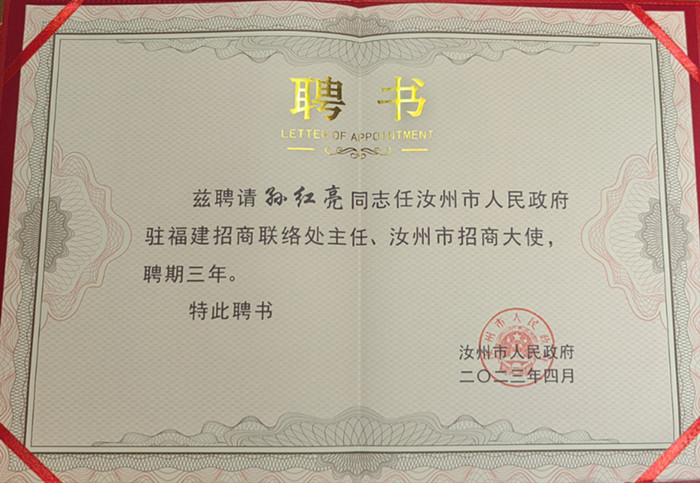 聘书
LETTER OF APPOINTMENT
兹聘请孙红亮同志任汝州市人民政府
驻福建招商联络处主任、汝州市招商大使，
聘期三年。
特此聘书
汝州市人民政府
二〇二三年四月